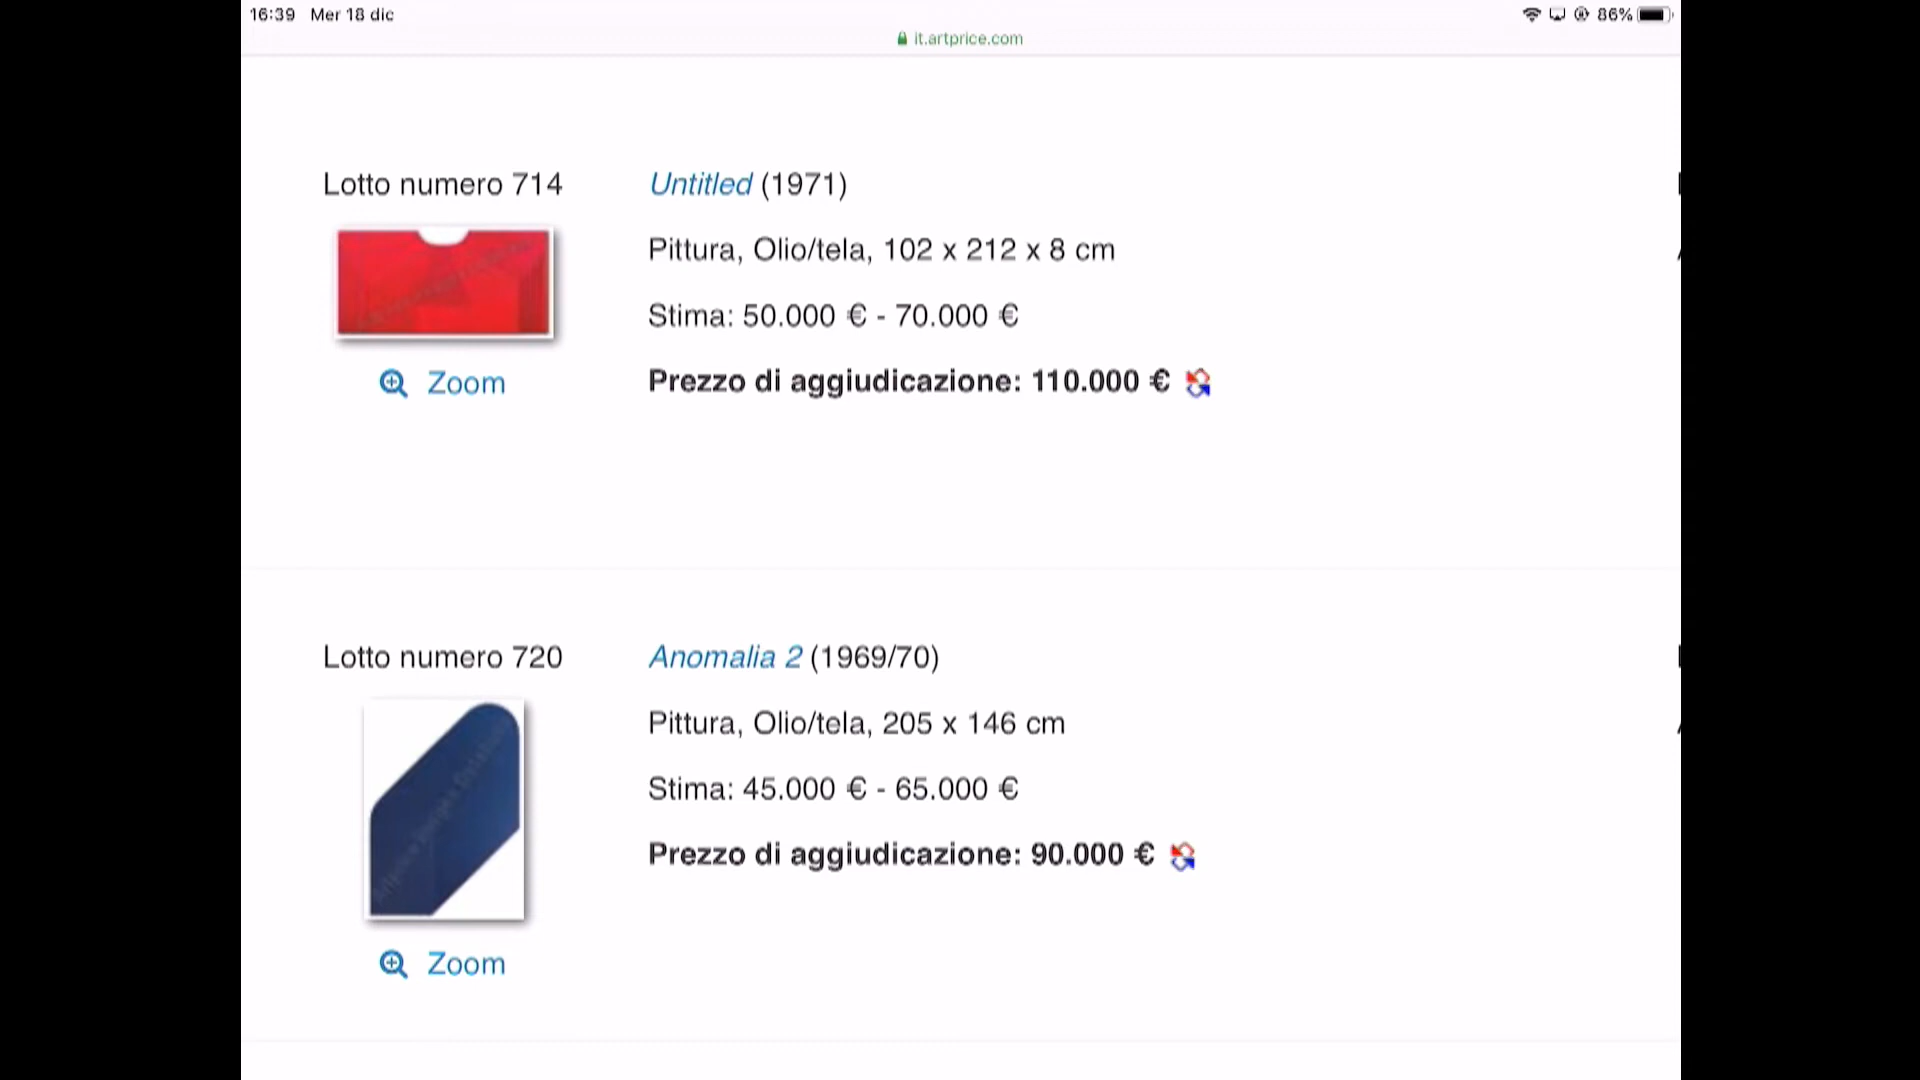 16:39 Mer 18 dic
86%
it.artprice.com
Lotto numero 714
Untitled (1971)
Pittura, Olio/tela, 102 x 212 x 8 cm
Stima: 50.000 € - 70.000 €
Prezzo di aggiudicazione: 110.000 €
Zoom
Lotto numero 720
Anomalia 2 (1969/70)
Pittura, Olio/tela, 205 x 146 cm
Stima: 45.000 € - 65.000 €
Prezzo di aggiudicazione: 90.000 €
Zoom